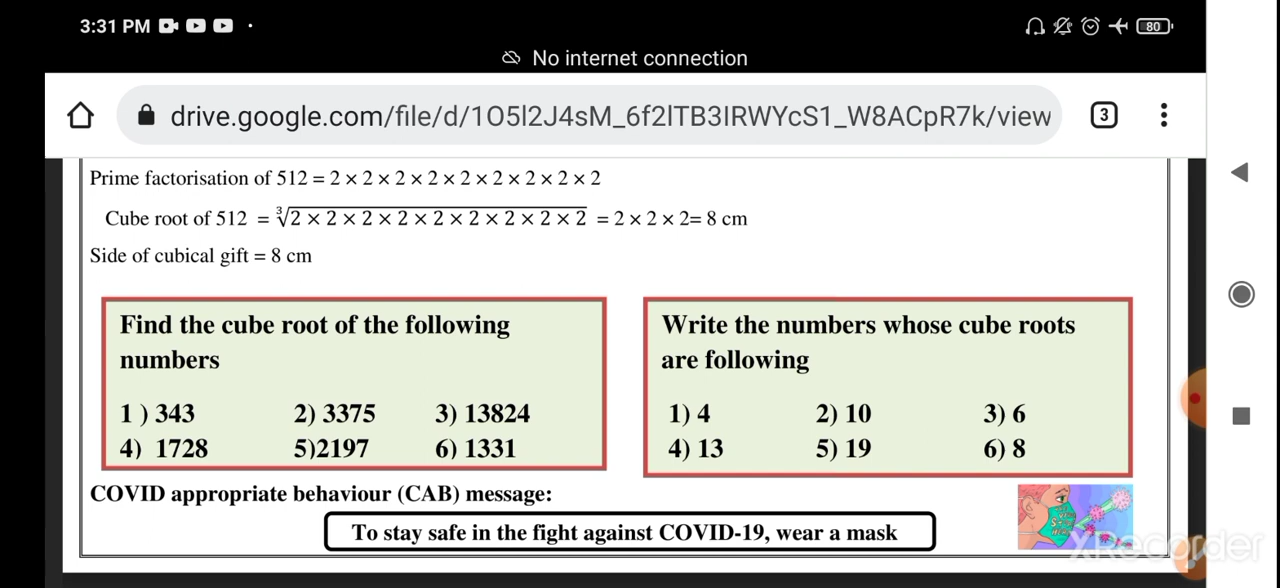 3:31 PM
80
No internet connection
drive.google.com/file/d/1O5l2J4sM_6f2lTB3IRWYcS1_W8ACpR7k/view
3
Prime factorisation of 512 = 2 × 2 × 2 × 2 × 2 × 2 × 2 × 2 × 2
Cube root of 512 = ∛2 × 2 × 2 × 2 × 2 × 2 × 2 × 2 × 2 = 2 × 2 × 2= 8 cm
Side of cubical gift = 8 cm
Find the cube root of the following
numbers
1 ) 343 2) 3375 3) 13824
4) 1728 5)2197 6) 1331
Write the numbers whose cube roots
are following
1) 4 2) 10 3) 6
4) 13 5) 19 6) 8
COVID appropriate behaviour (CAB) message:
To stay safe in the fight against COVID-19, wear a mask
XRecorder